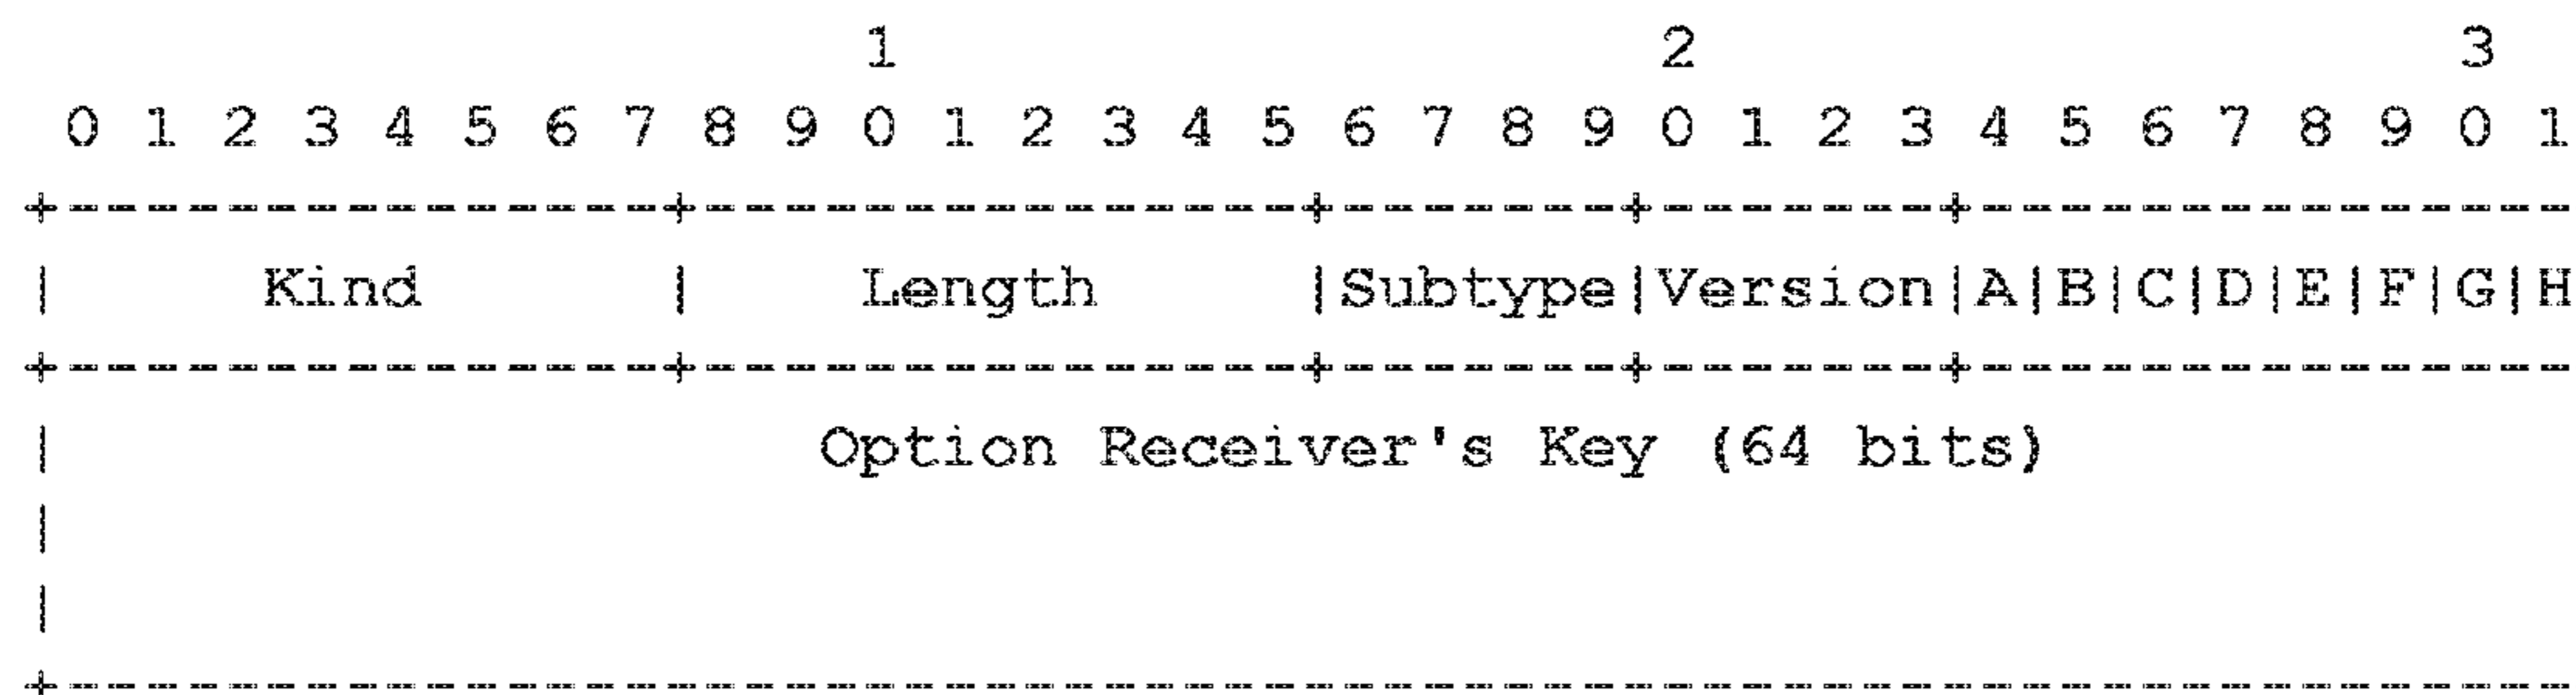 1                   2                   3
 0 1 2 3 4 5 6 7 8 9 0 1 2 3 4 5 6 7 8 9 0 1 2 3 4 5 6 7 8 9 0 1
+---------------+---------------+-------+-------+---------------
|     Kind      |    Length     |Subtype|Version|A|B|C|D|E|F|G|H
+---------------+---------------+-------+-------+---------------
|                   Option Receiver's Key (64 bits)
|
|
+---------------------------------------------------------------